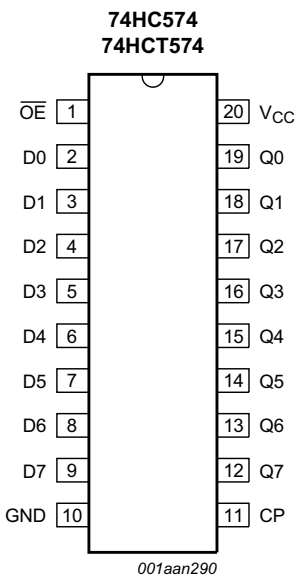 74HC574
74HCT574
O̅E̅ 1 20 VCC
D0 2 19 Q0
D1 3 18 Q1
D2 4 17 Q2
D3 5 16 Q3
D4 6 15 Q4
D5 7 14 Q5
D6 8 13 Q6
D7 9 12 Q7
GND 10 11 CP
001aan290